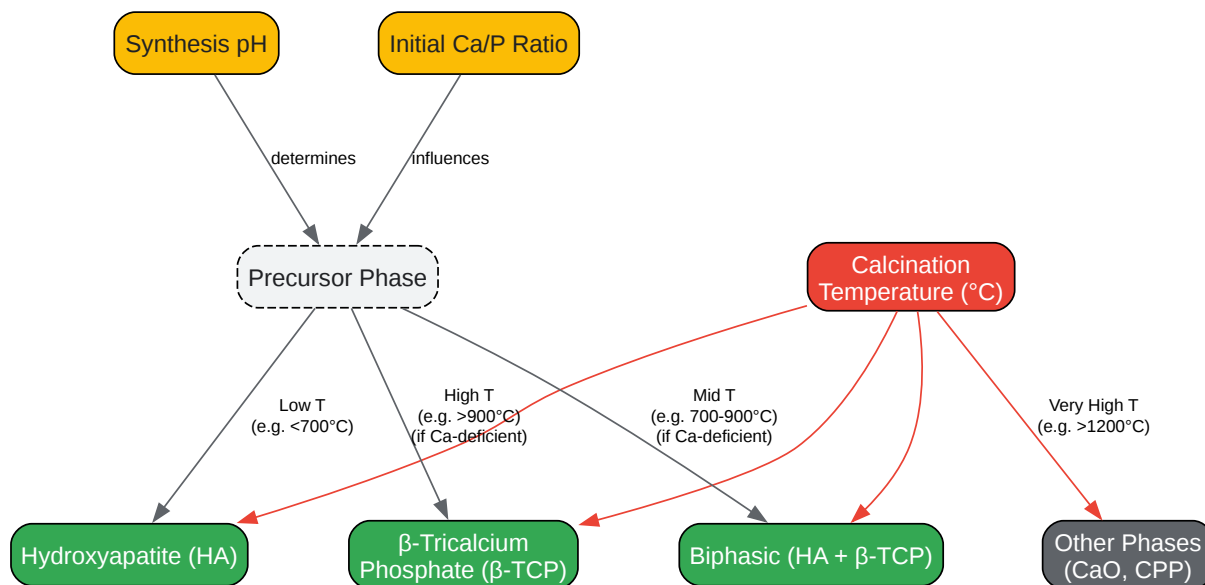 Synthesis pH
Initial Ca/P Ratio
determines
influences
Precursor Phase
Calcination
Temperature (°C)
Low T
(e.g. <700°C)
High T
(e.g. >900°C)
(if Ca-deficient)
Mid T
(e.g. 700-900°C)
(if Ca-deficient)
Very High T
(e.g. >1200°C)
Hydroxyapatite (HA)
β-Tricalcium
Phosphate (β-TCP)
Biphasic (HA + β-TCP)
Other Phases
(CaO, CPP)